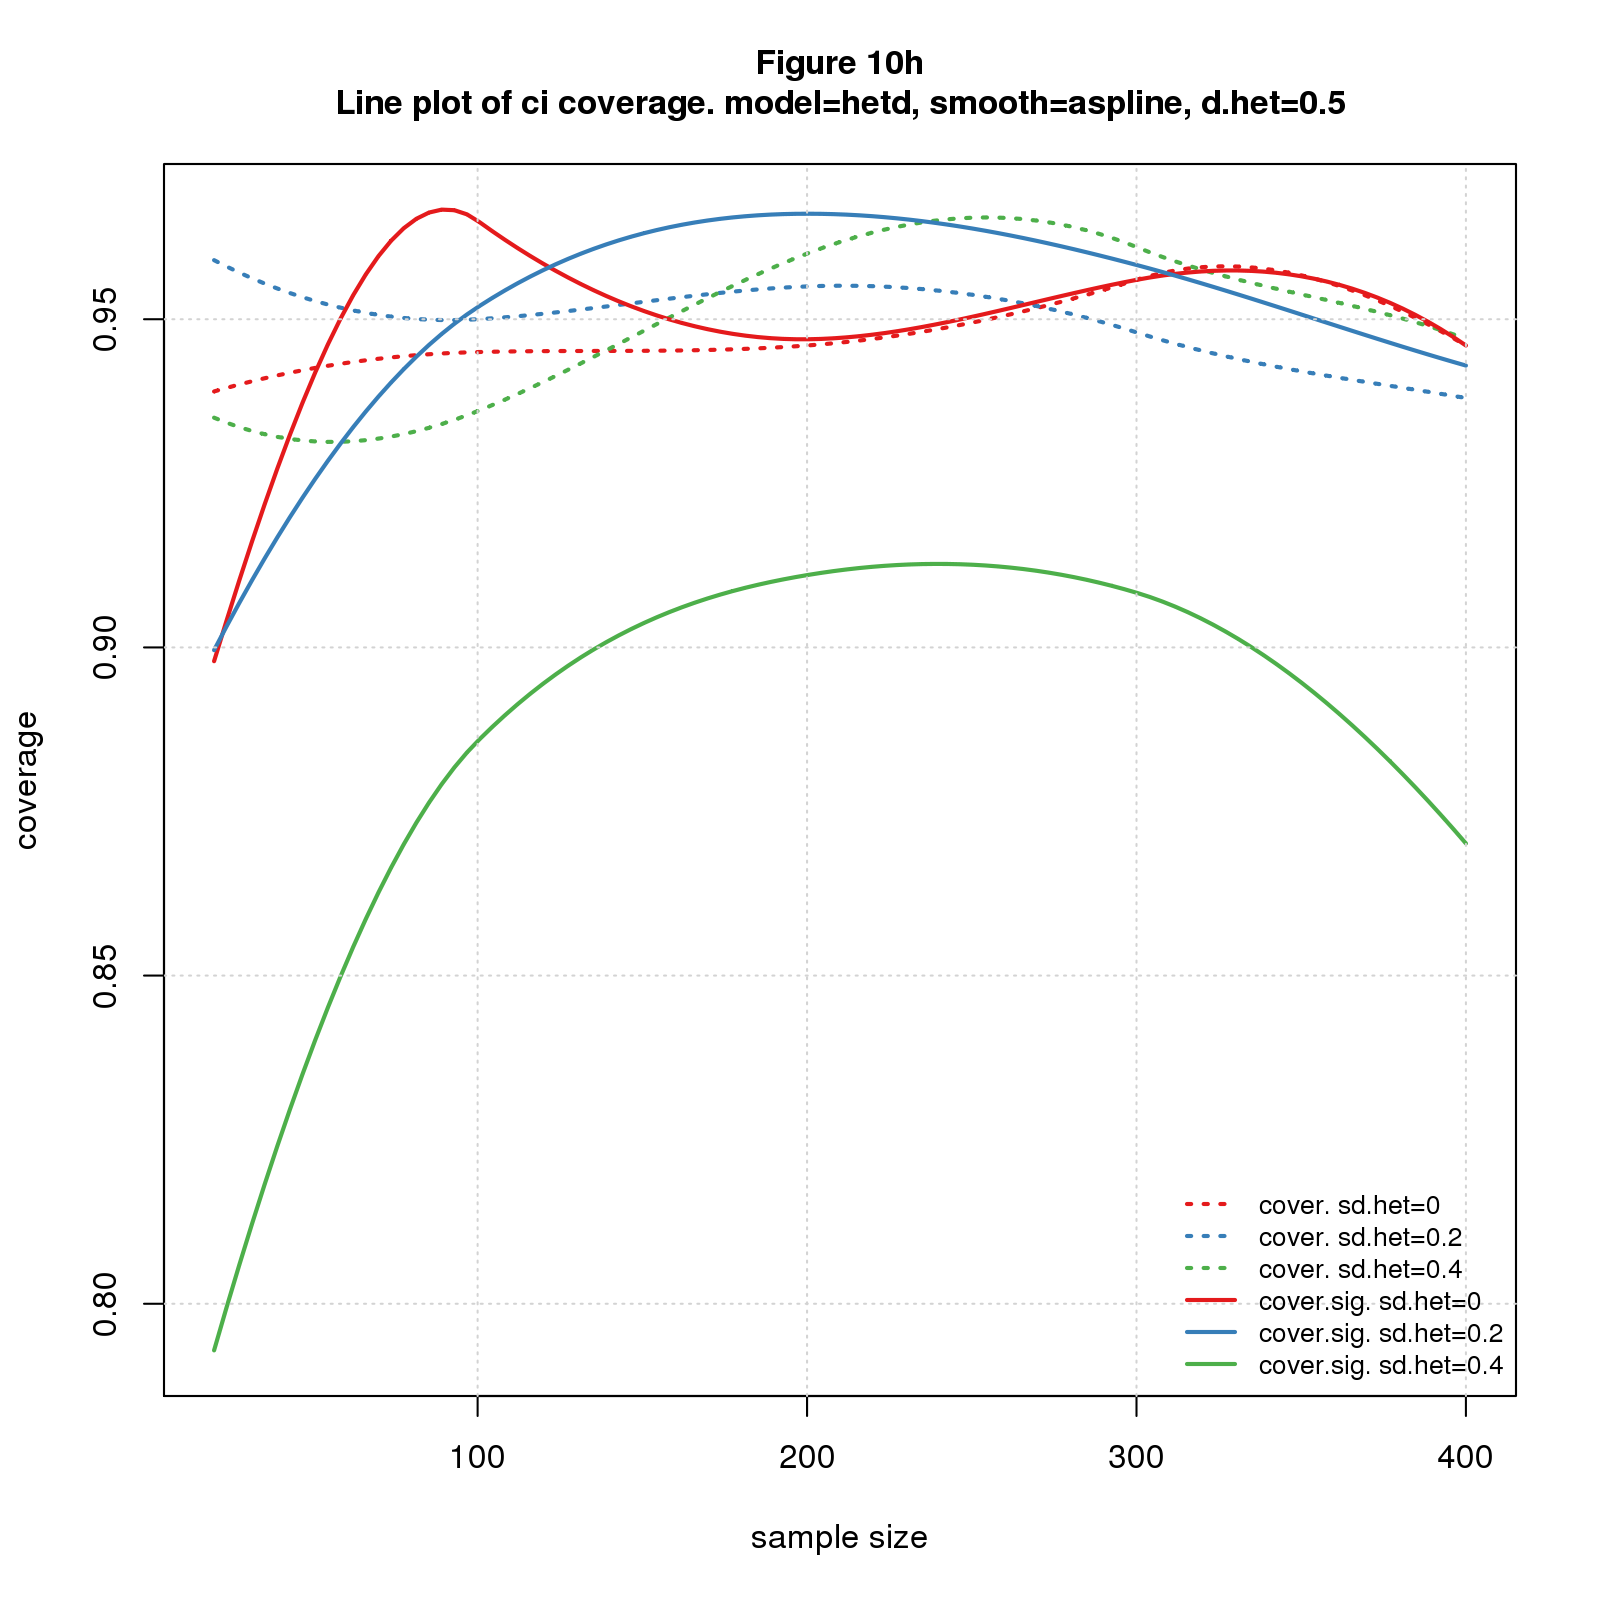 Figure 10h
Line plot of ci coverage. model=hetd, smooth=aspline, d.het=0.5
coverage
0.95
0.90
0.85
0.80
cover. sd.het=0
cover. sd.het=0.2
cover. sd.het=0.4
cover.sig. sd.het=0
cover.sig. sd.het=0.2
cover.sig. sd.het=0.4
100 200 300 400
sample size